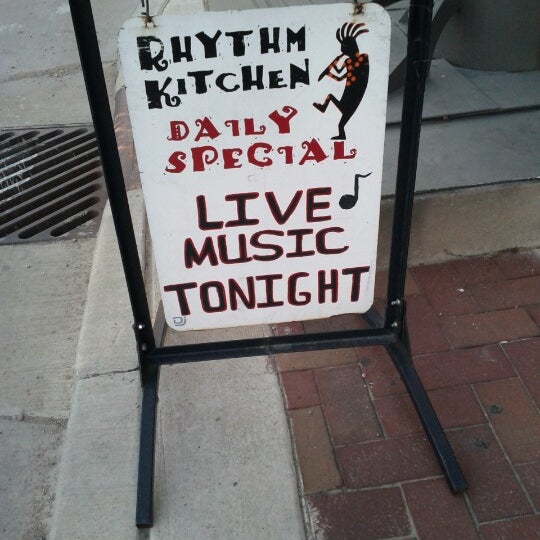 RHYTHM
KITCHEN
DAILY
SPECIAL
LIVE
MUSIC
TONIGHT